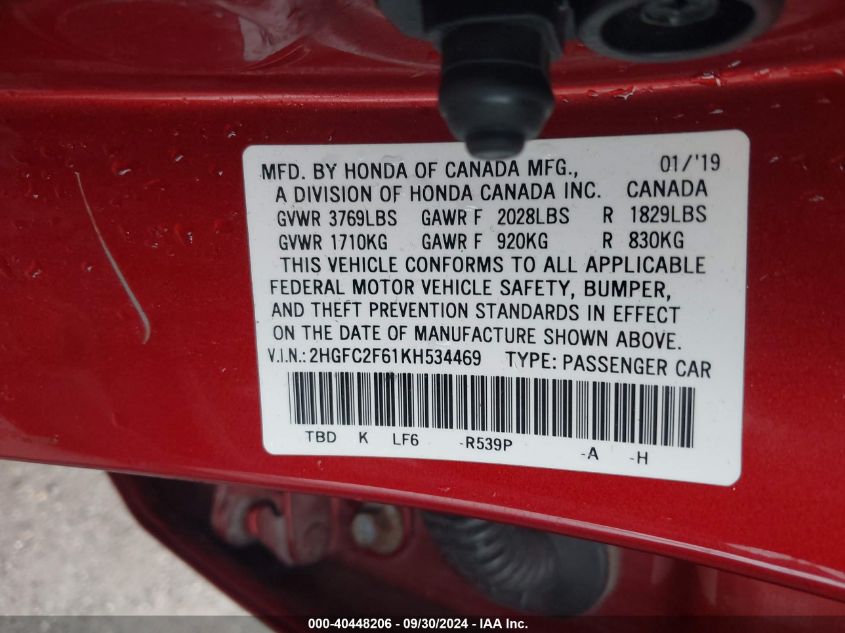 MFD. BY HONDA OF CANADA MFG., 01/'19
A DIVISION OF HONDA CANADA INC. CANADA
GVWR 3769LBS GAWR F 2028LBS R 1829LBS
GVWR 1710KG GAWR F 920KG R 830KG
THIS VEHICLE CONFORMS TO ALL APPLICABLE
FEDERAL MOTOR VEHICLE SAFETY, BUMPER,
AND THEFT PREVENTION STANDARDS IN EFFECT
ON THE DATE OF MANUFACTURE SHOWN ABOVE.
V.I.N.: 2HGFC2F61KH534469 TYPE: PASSENGER CAR
TBD K LF6 -R539P -A -H
000-40448206 - 09/30/2024 - IAA Inc.